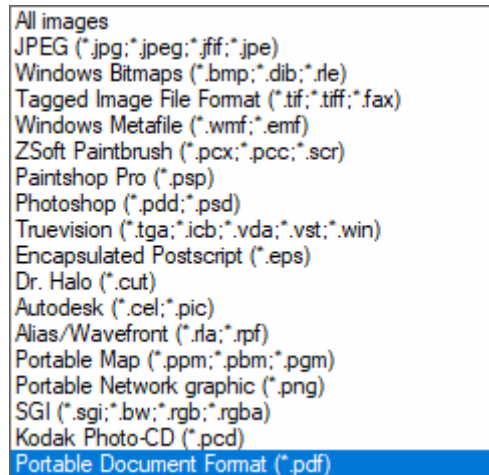 All images
JPEG (*.jpg;*.jpeg;*.jfif;*.jpe)
Windows Bitmaps (*.bmp;*.dib;*.rle)
Tagged Image File Format (*.tif;*.tiff;*.fax)
Windows Metafile (*.wmf;*.emf)
ZSoft Paintbrush (*.pcx;*.pcc;*.scr)
Paintshop Pro (*.psp)
Photoshop (*.pdd;*.psd)
Truevision (*.tga;*.icb;*.vda;*.vst;*.win)
Encapsulated Postscript (*.eps)
Dr. Halo (*.cut)
Autodesk (*.cel;*.pic)
Alias/Wavefront (*.rla;*.rpf)
Portable Map (*.ppm;*.pbm;*.pgm)
Portable Network graphic (*.png)
SGI (*.sgi;*.bw;*.rgb;*.rgba)
Kodak Photo-CD (*.pcd)
Portable Document Format (*.pdf)